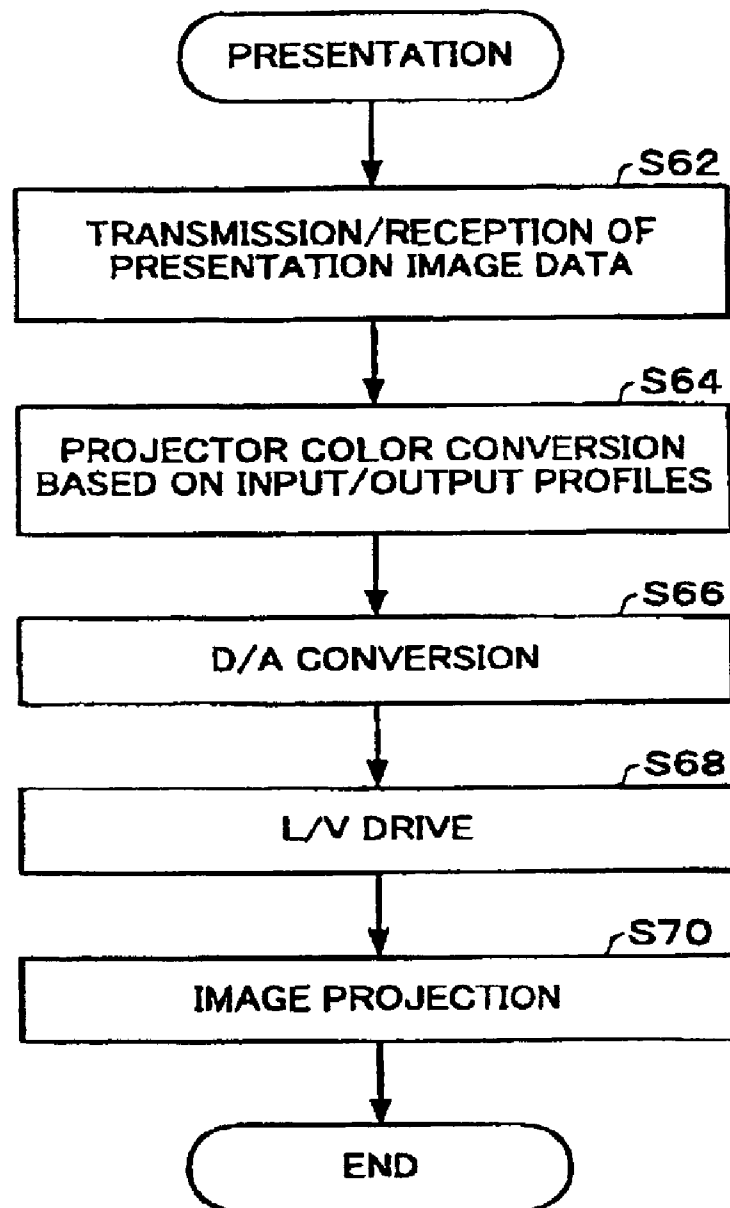 PRESENTATION
S62
TRANSMISSION/RECEPTION OF
PRESENTATION IMAGE DATA
S64
PROJECTOR COLOR CONVERSION
BASED ON INPUT/OUTPUT PROFILES
S66
D/A CONVERSION
S68
L/V DRIVE
S70
IMAGE PROJECTION
END